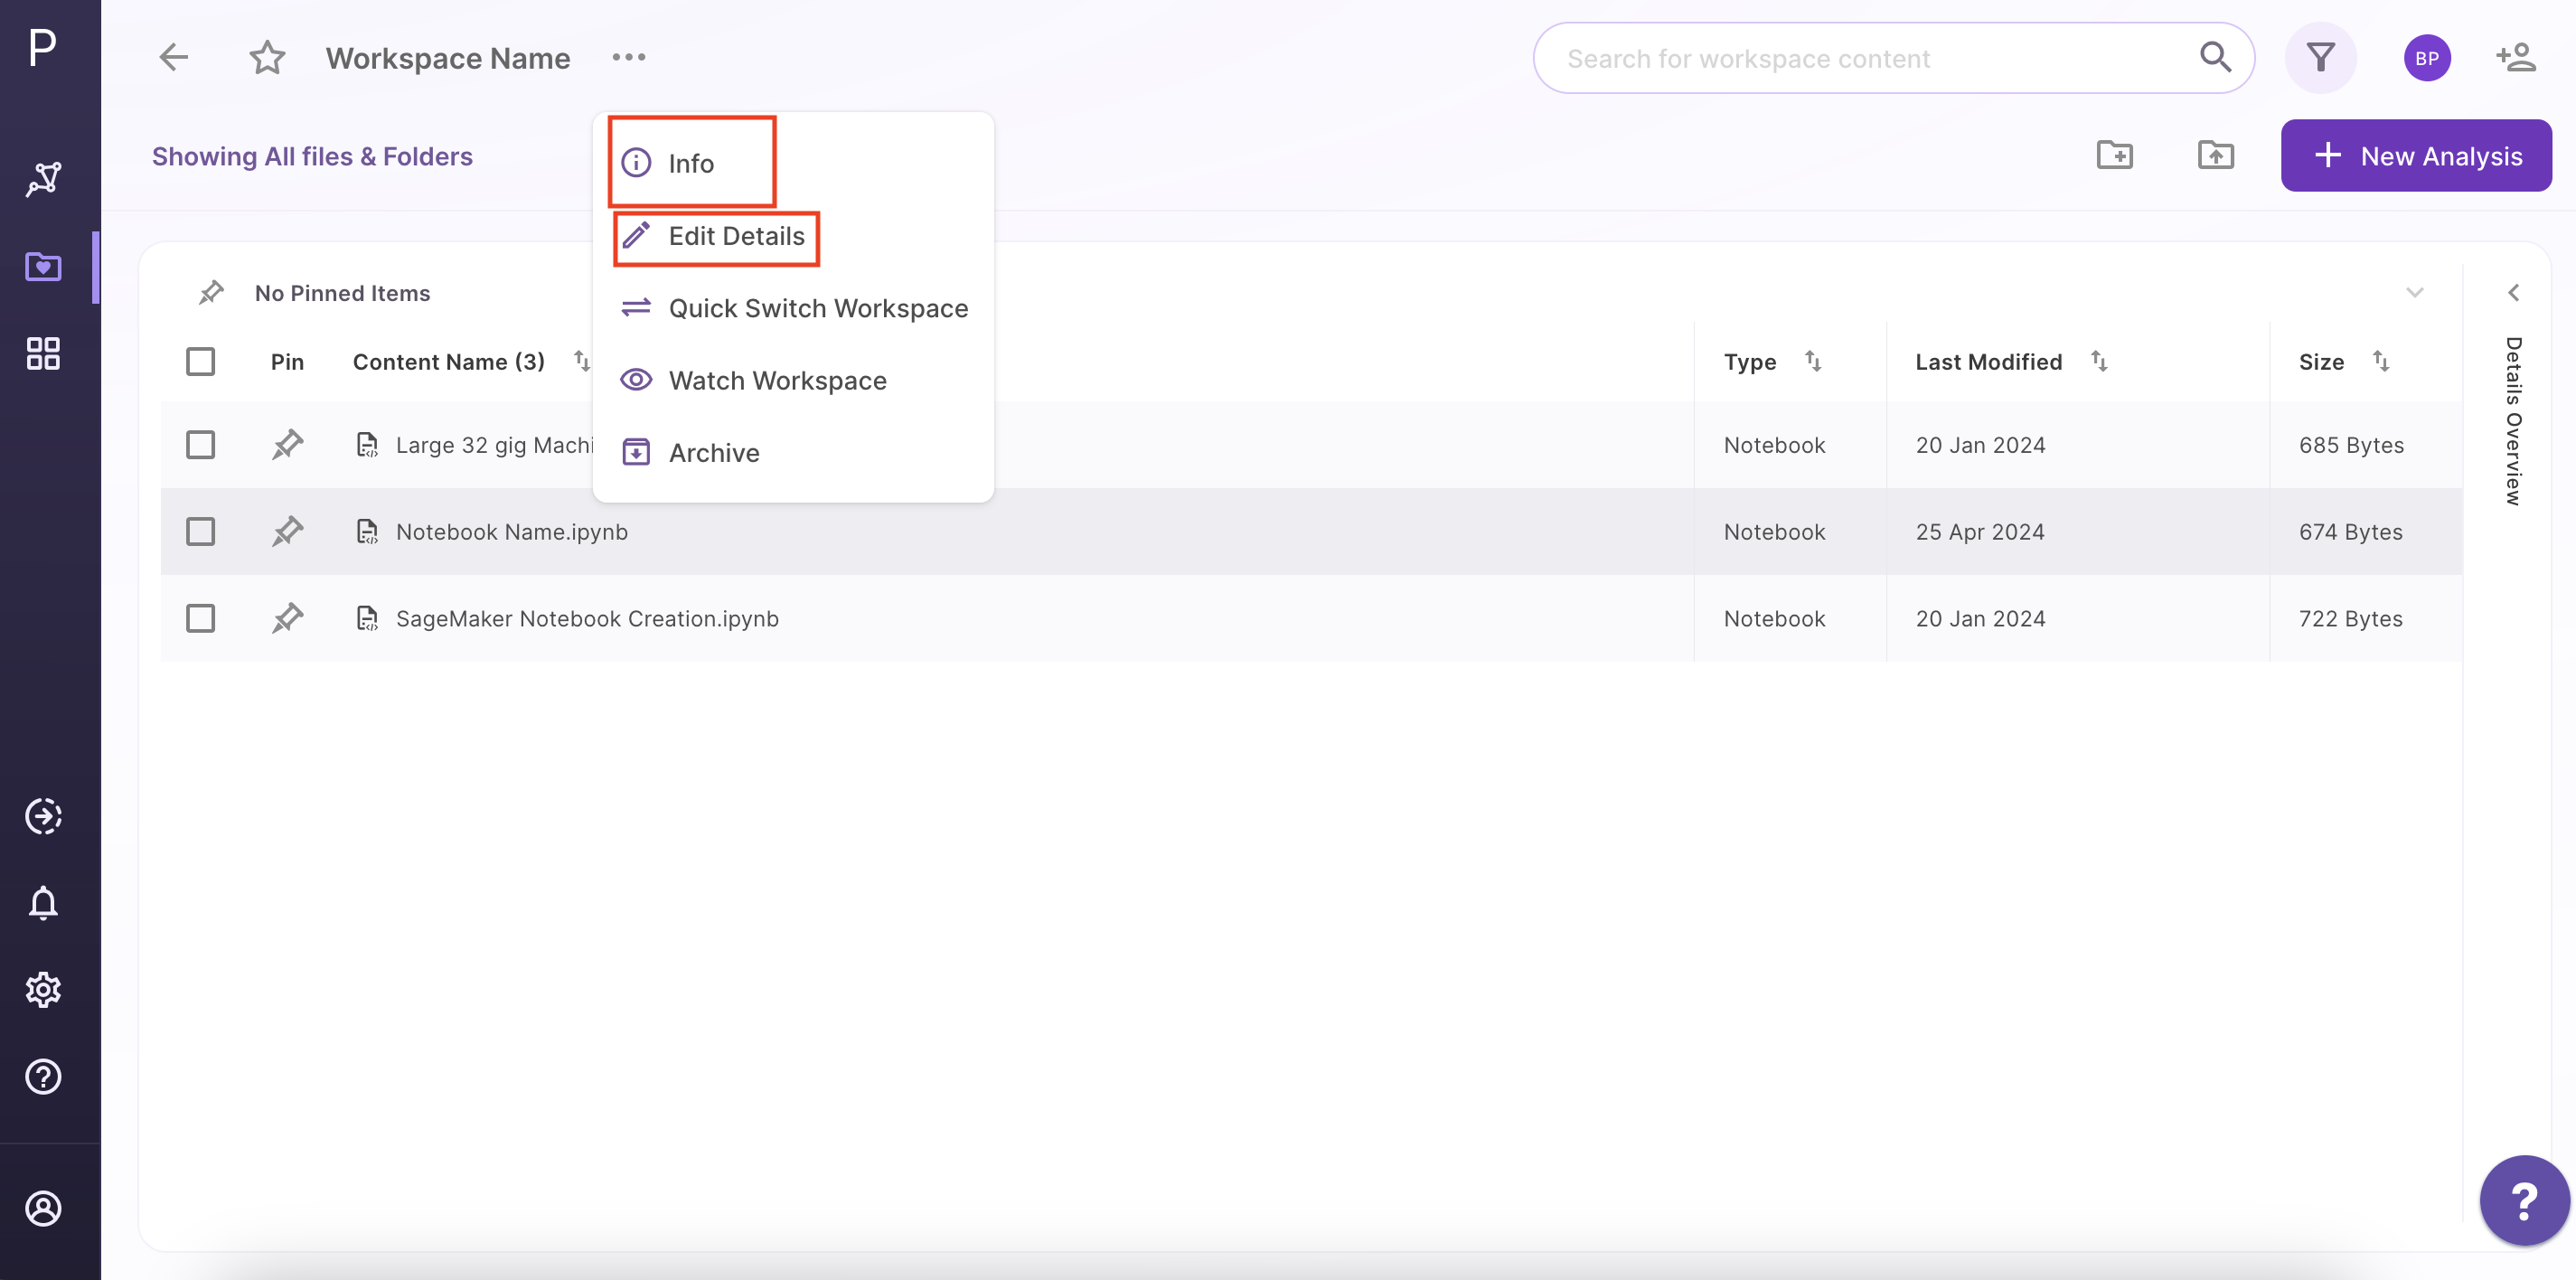 P
Workspace Name
Search for workspace content
BP
Showing All files & Folders
New Analysis
Info
Edit Details
Quick Switch Workspace
Watch Workspace
Archive
No Pinned Items
Pin Content Name (3) Type Last Modified Size
Large 32 gig Machi Notebook 20 Jan 2024 685 Bytes
Notebook Name.ipynb Notebook 25 Apr 2024 674 Bytes
SageMaker Notebook Creation.ipynb Notebook 20 Jan 2024 722 Bytes
Details Overview
?